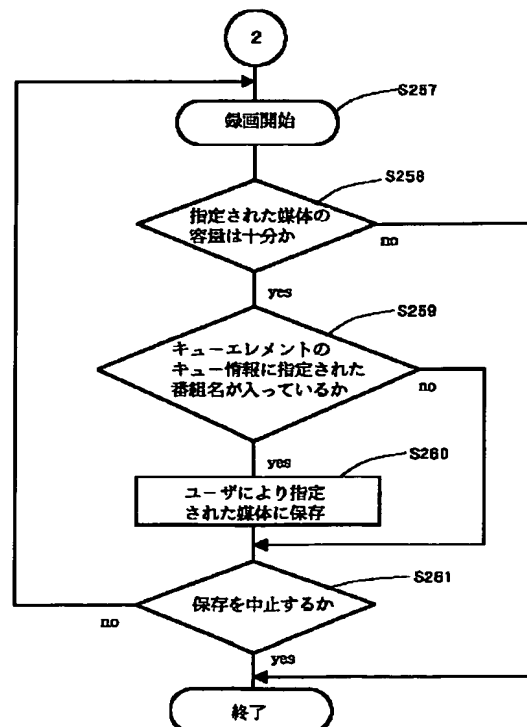 2
S257
録画開始
S258
指定された媒体の
容量は十分か
no
yes
S259
キューエレメントの
キュー情報に指定された
番組名が入っているか
no
yes
S260
ユーザにより指定
された媒体に保存
S261
保存を中止するか
no
yes
終了